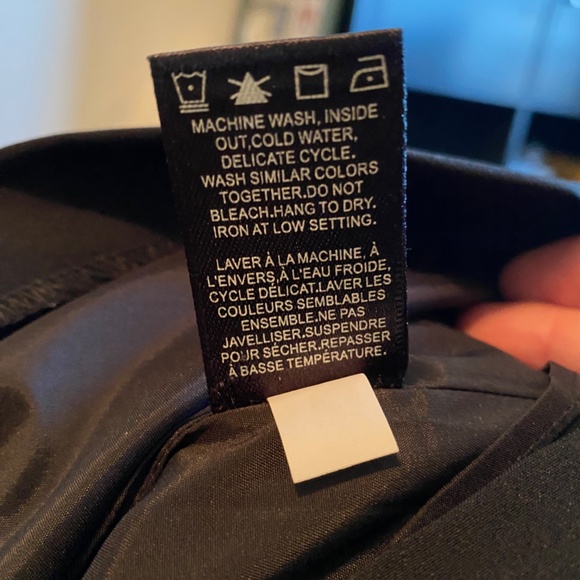 MACHINE WASH, INSIDE
OUT,COLD WATER,
DELICATE CYCLE.
WASH SIMILAR COLORS
TOGETHER.DO NOT
BLEACH.HANG TO DRY.
IRON AT LOW SETTING.
LAVER À LA MACHINE, À
L'ENVERS,À L'EAU FROIDE,
CYCLE DÉLICAT.LAVER LES
COULEURS SEMBLABLES
ENSEMBLE.NE PAS
JAVELLISER.SUSPENDRE
POUR SÉCHER.REPASSER
À BASSE TEMPÉRATURE.